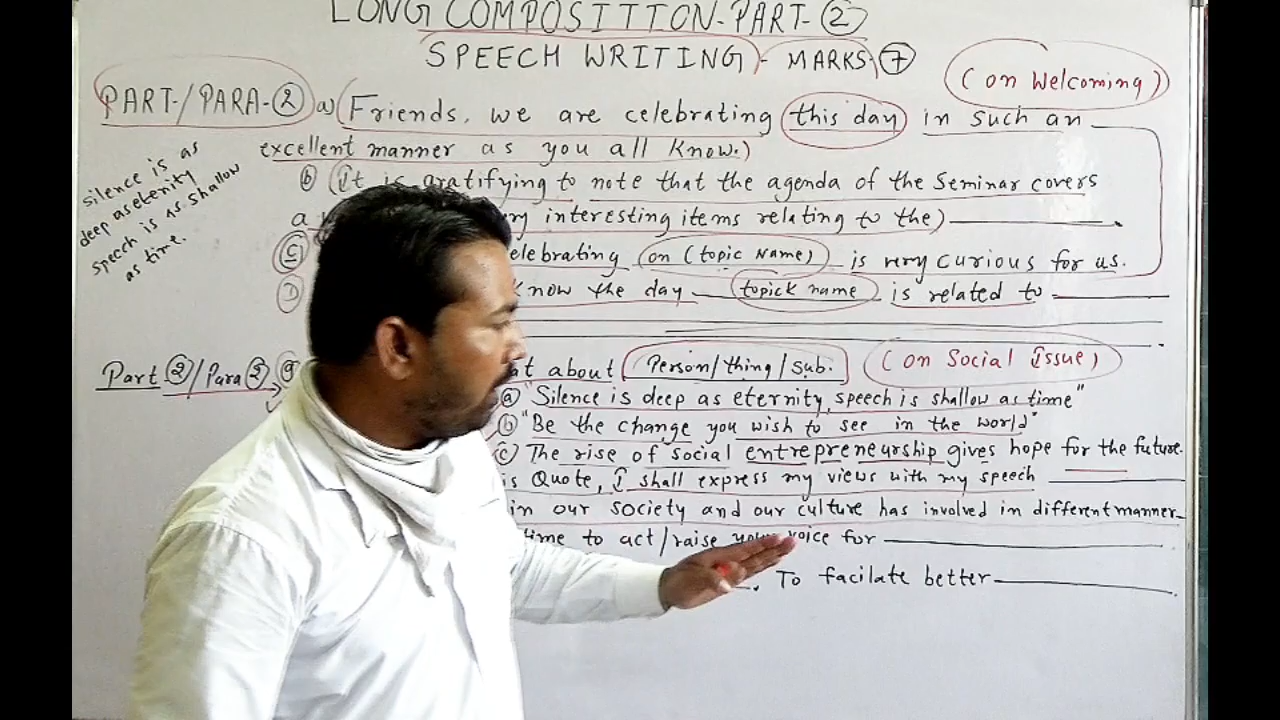 LONG COMPOSITION-PART-②
SPEECH WRITING - MARKS-⑦
(on Welcoming)
PART-/PARA-② a) (Friends, we are celebrating this day in such an
excellent manner as you all know.)
ⓑ (It is gratifying to note that the agenda of the Seminar covers
a interesting items relating to the)
ⓒ elebrating on (topic Name) is very curious for us.
know the day topick name is related to
silence is as
deep as eternity
speech is as shallow
as time.
Part ②/Para ② about Person/thing/sub. (on Social Issue)
ⓐ "Silence is deep as eternity, speech is shallow as time"
ⓑ "Be the change you wish to see in the world"
ⓒ The rise of social entrepreneurship gives hope for the future.
is Quote, I shall express my views with my speech
in our society and our culture has involved in different manner
time to act/raise your voice for
To facilate better